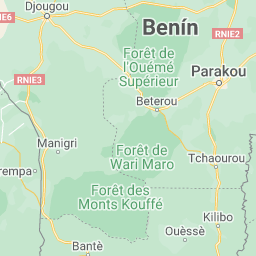 Djougou
Benín
NIE6
RNIE2
Forêt de
l'Ouémé
Supérieur
Parakou
RNIE3
Beterou
Manigri
Forêt de
Wari Maro
Tchaourou
rempa
Forêt des
Monts Kouffé
Kilibo
Ouèssè
Bantè